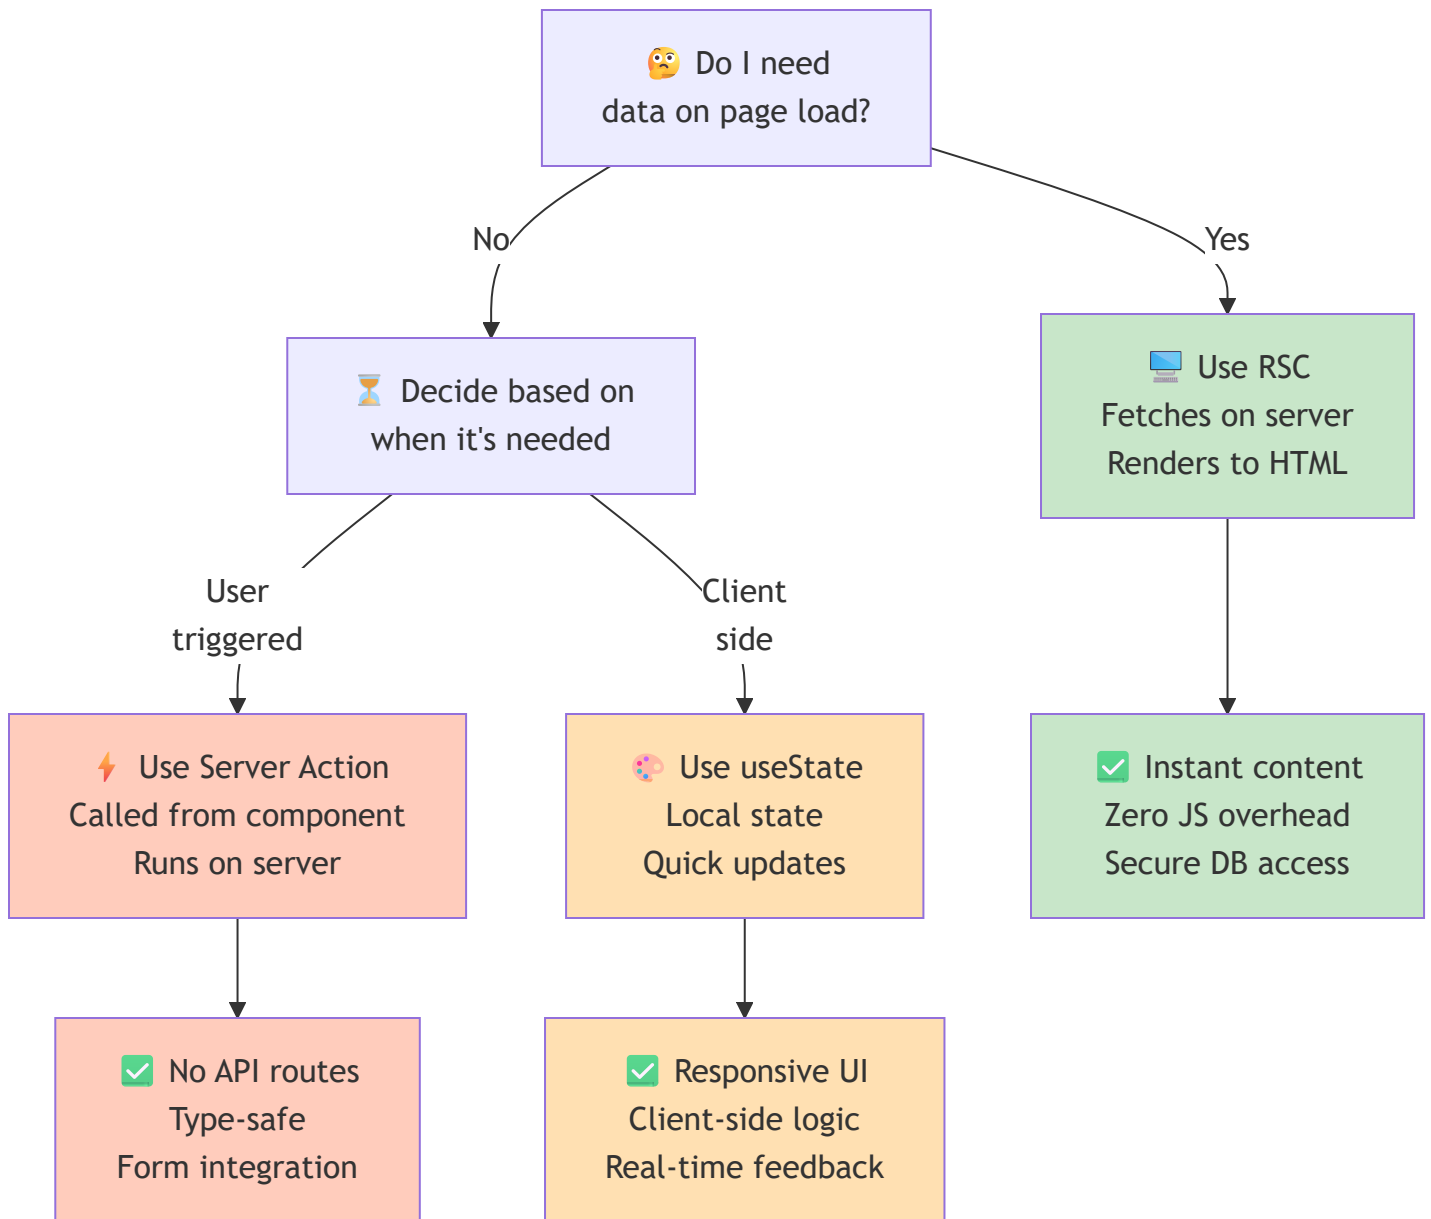 🤔 Do I need
data on page load?
No
Yes
⏳ Decide based on
when it's needed
🖥️ Use RSC
Fetches on server
Renders to HTML
User
triggered
Client
side
⚡ Use Server Action
Called from component
Runs on server
🎨 Use useState
Local state
Quick updates
✅ Instant content
Zero JS overhead
Secure DB access
✅ No API routes
Type-safe
Form integration
✅ Responsive UI
Client-side logic
Real-time feedback